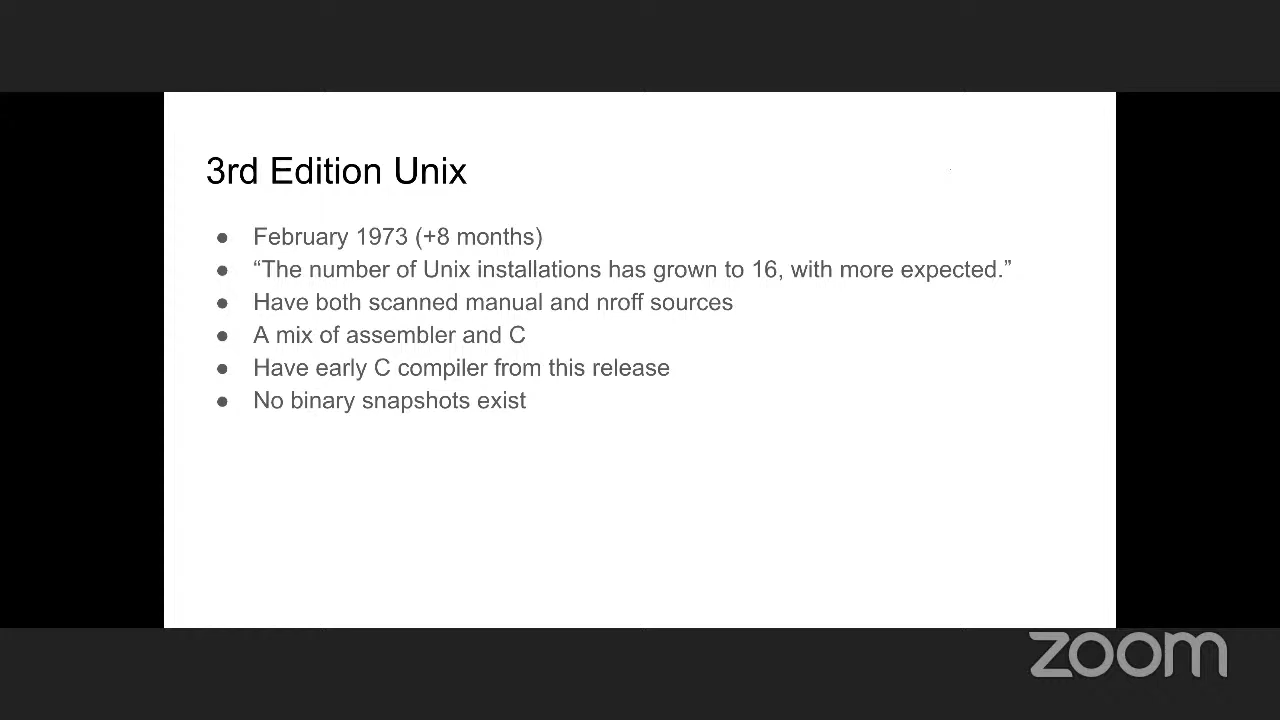 3rd Edition Unix
● February 1973 (+8 months)
● “The number of Unix installations has grown to 16, with more expected.”
● Have both scanned manual and nroff sources
● A mix of assembler and C
● Have early C compiler from this release
● No binary snapshots exist
zoom